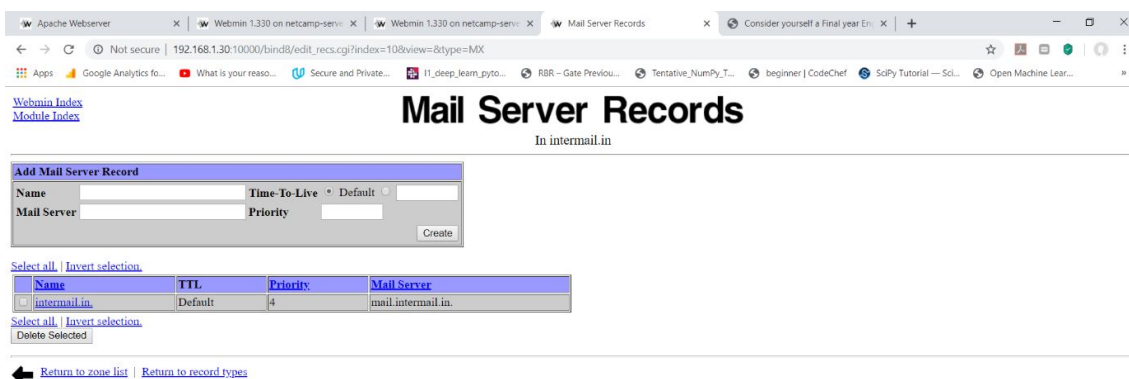 Apache Webserver Webmin 1.330 on netcamp-serve Webmin 1.330 on netcamp-serve Mail Server Records Consider yourself a Final year En
Not secure | 192.168.1.30:10000/bind8/edit_recs.cgi?index=10&view=&type=MX
Apps Google Analytics fo... What is your reaso... Secure and Private... l1_deep_learn_pyto... RBR – Gate Previou... Tentative_NumPy_T... beginner | CodeChef SciPy Tutorial — Sci... Open Machine Lear... »
Webmin Index
Module Index
Mail Server Records
In intermail.in
Add Mail Server Record
Name Time-To-Live Default
Mail Server Priority
Create
Select all. | Invert selection.
Name TTL Priority Mail Server
intermail.in. Default 4 mail.intermail.in.
Select all. | Invert selection.
Delete Selected
Return to zone list | Return to record types